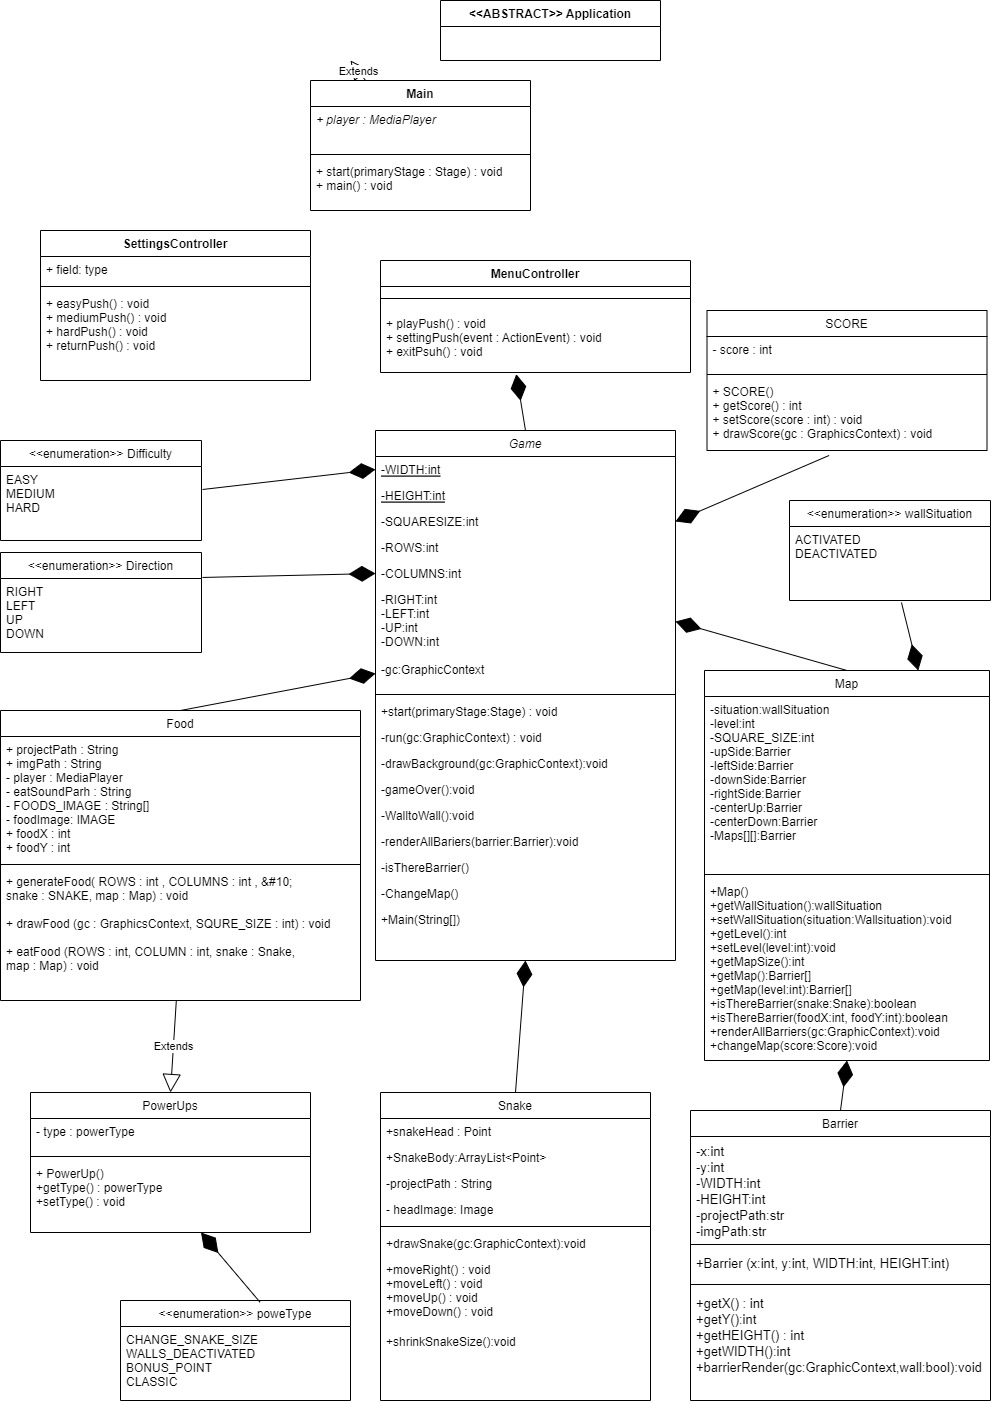 <<ABSTRACT>> Application
Extends
Main
+ player : MediaPlayer
+ start(primaryStage : Stage) : void
+ main() : void
SettingsController
+ field: type
+ easyPush() : void
+ mediumPush() : void
+ hardPush() : void
+ returnPush() : void
MenuController
+ playPush() : void
+ settingPush(event : ActionEvent) : void
+ exitPsuh() : void
SCORE
- score : int
+ SCORE()
+ getScore() : int
+ setScore(score : int) : void
+ drawScore(gc : GraphicsContext) : void
<<enumeration>> Difficulty
EASY
MEDIUM
HARD
<<enumeration>> Direction
RIGHT
LEFT
UP
DOWN
Game
-WIDTH:int
-HEIGHT:int
-SQUARESIZE:int
-ROWS:int
-COLUMNS:int
-RIGHT:int
-LEFT:int
-UP:int
-DOWN:int
-gc:GraphicContext
+start(primaryStage:Stage) : void
-run(gc:GraphicContext) : void
-drawBackground(gc:GraphicContext):void
-gameOver():void
-WalltoWall():void
-renderAllBariers(barrier:Barrier):void
-isThereBarrier()
-ChangeMap()
+Main(String[])
<<enumeration>> wallSituation
ACTIVATED
DEACTIVATED
Map
-situation:wallSituation
-level:int
-SQUARE_SIZE:int
-upSide:Barrier
-leftSide:Barrier
-downSide:Barrier
-rightSide:Barrier
-centerUp:Barrier
-centerDown:Barrier
-Maps[][]:Barrier
+Map()
+getWallSituation():wallSituation
+setWallSituation(situation:Wallsituation):void
+getLevel():int
+setLevel(level:int):void
+getMapSize():int
+getMap():Barrier[]
+getMap(level:int):Barrier[]
+isThereBarrier(snake:Snake):boolean
+isThereBarrier(foodX:int, foodY:int):boolean
+renderAllBarriers(gc:GraphicContext):void
+changeMap(score:Score):void
Food
+ projectPath : String
+ imgPath : String
- player : MediaPlayer
- eatSoundParh : String
- FOODS_IMAGE : String[]
- foodImage: IMAGE
+ foodX : int
+ foodY : int
+ generateFood( ROWS : int , COLUMNS : int , &#10;
snake : SNAKE, map : Map) : void
+ drawFood (gc : GraphicsContext, SQURE_SIZE : int) : void
+ eatFood (ROWS : int, COLUMN : int, snake : Snake,
map : Map) : void
Extends
PowerUps
- type : powerType
+ PowerUp()
+getType() : powerType
+setType() : void
<<enumeration>> poweType
CHANGE_SNAKE_SIZE
WALLS_DEACTIVATED
BONUS_POINT
CLASSIC
Snake
+snakeHead : Point
+SnakeBody:ArrayList<Point>
-projectPath : String
- headImage: Image
+drawSnake(gc:GraphicContext):void
+moveRight() : void
+moveLeft() : void
+moveUp() : void
+moveDown() : void
+shrinkSnakeSize():void
Barrier
-x:int
-y:int
-WIDTH:int
-HEIGHT:int
-projectPath:str
-imgPath:str
+Barrier (x:int, y:int, WIDTH:int, HEIGHT:int)
+getX() : int
+getY():int
+getHEIGHT() : int
+getWIDTH():int
+barrierRender(gc:GraphicContext,wall:bool):void